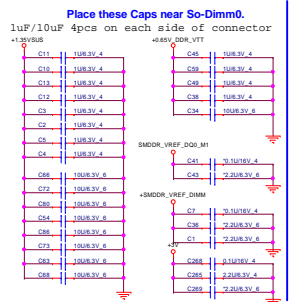 Place these Caps near So-Dimm0.
1uF/10uF 4pcs on each side of connector
+1.35VSUS
C11 1U/6.3V_4
C10 1U/6.3V_4
C13 1U/6.3V_4
C12 1U/6.3V_4
C3 1U/6.3V_4
C2 1U/6.3V_4
C5 1U/6.3V_4
C4 1U/6.3V_4
C66 10U/6.3V_6
C72 10U/6.3V_6
C80 10U/6.3V_6
C54 10U/6.3V_6
C86 10U/6.3V_6
C73 10U/6.3V_6
C63 10U/6.3V_6
C68 10U/6.3V_6
+0.65V_DDR_VTT
C45 1U/6.3V_4
C59 1U/6.3V_4
C49 1U/6.3V_4
C38 1U/6.3V_4
C34 10U/6.3V_6
SMDDR_VREF_DQ0_M1
C41 *0.1U/16V_4
C43 *2.2U/6.3V_6
+SMDDR_VREF_DIMM
C7 *0.1U/16V_4
C36 *2.2U/6.3V_6
C1 *2.2U/6.3V_6
+3V
C268 0.1U/16V_4
C265 2.2U/6.3V_6
C269 *2.2U/6.3V_6